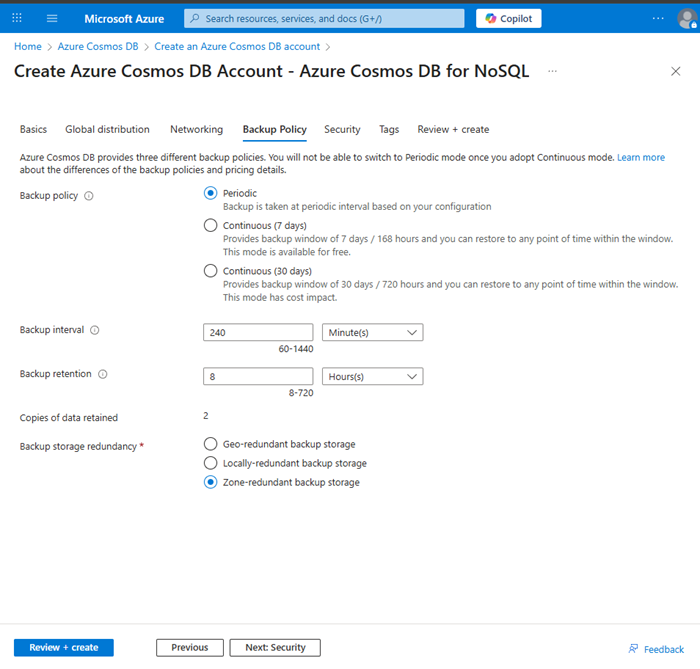 Microsoft Azure
Search resources, services, and docs (G+/)
Copilot
Home > Azure Cosmos DB > Create an Azure Cosmos DB account >
Create Azure Cosmos DB Account - Azure Cosmos DB for NoSQL ...
Basics Global distribution Networking Backup Policy Security Tags Review + create
Azure Cosmos DB provides three different backup policies. You will not be able to switch to Periodic mode once you adopt Continuous mode. Learn more
about the differences of the backup policies and pricing details.
Backup policy
Periodic
Backup is taken at periodic interval based on your configuration
Continuous (7 days)
Provides backup window of 7 days / 168 hours and you can restore to any point of time within the window.
This mode is available for free.
Continuous (30 days)
Provides backup window of 30 days / 720 hours and you can restore to any point of time within the window.
This mode has cost impact.
Backup interval
240 Minute(s)
60-1440
Backup retention
8 Hours(s)
8-720
Copies of data retained 2
Backup storage redundancy *
Geo-redundant backup storage
Locally-redundant backup storage
Zone-redundant backup storage
Review + create Previous Next: Security Feedback